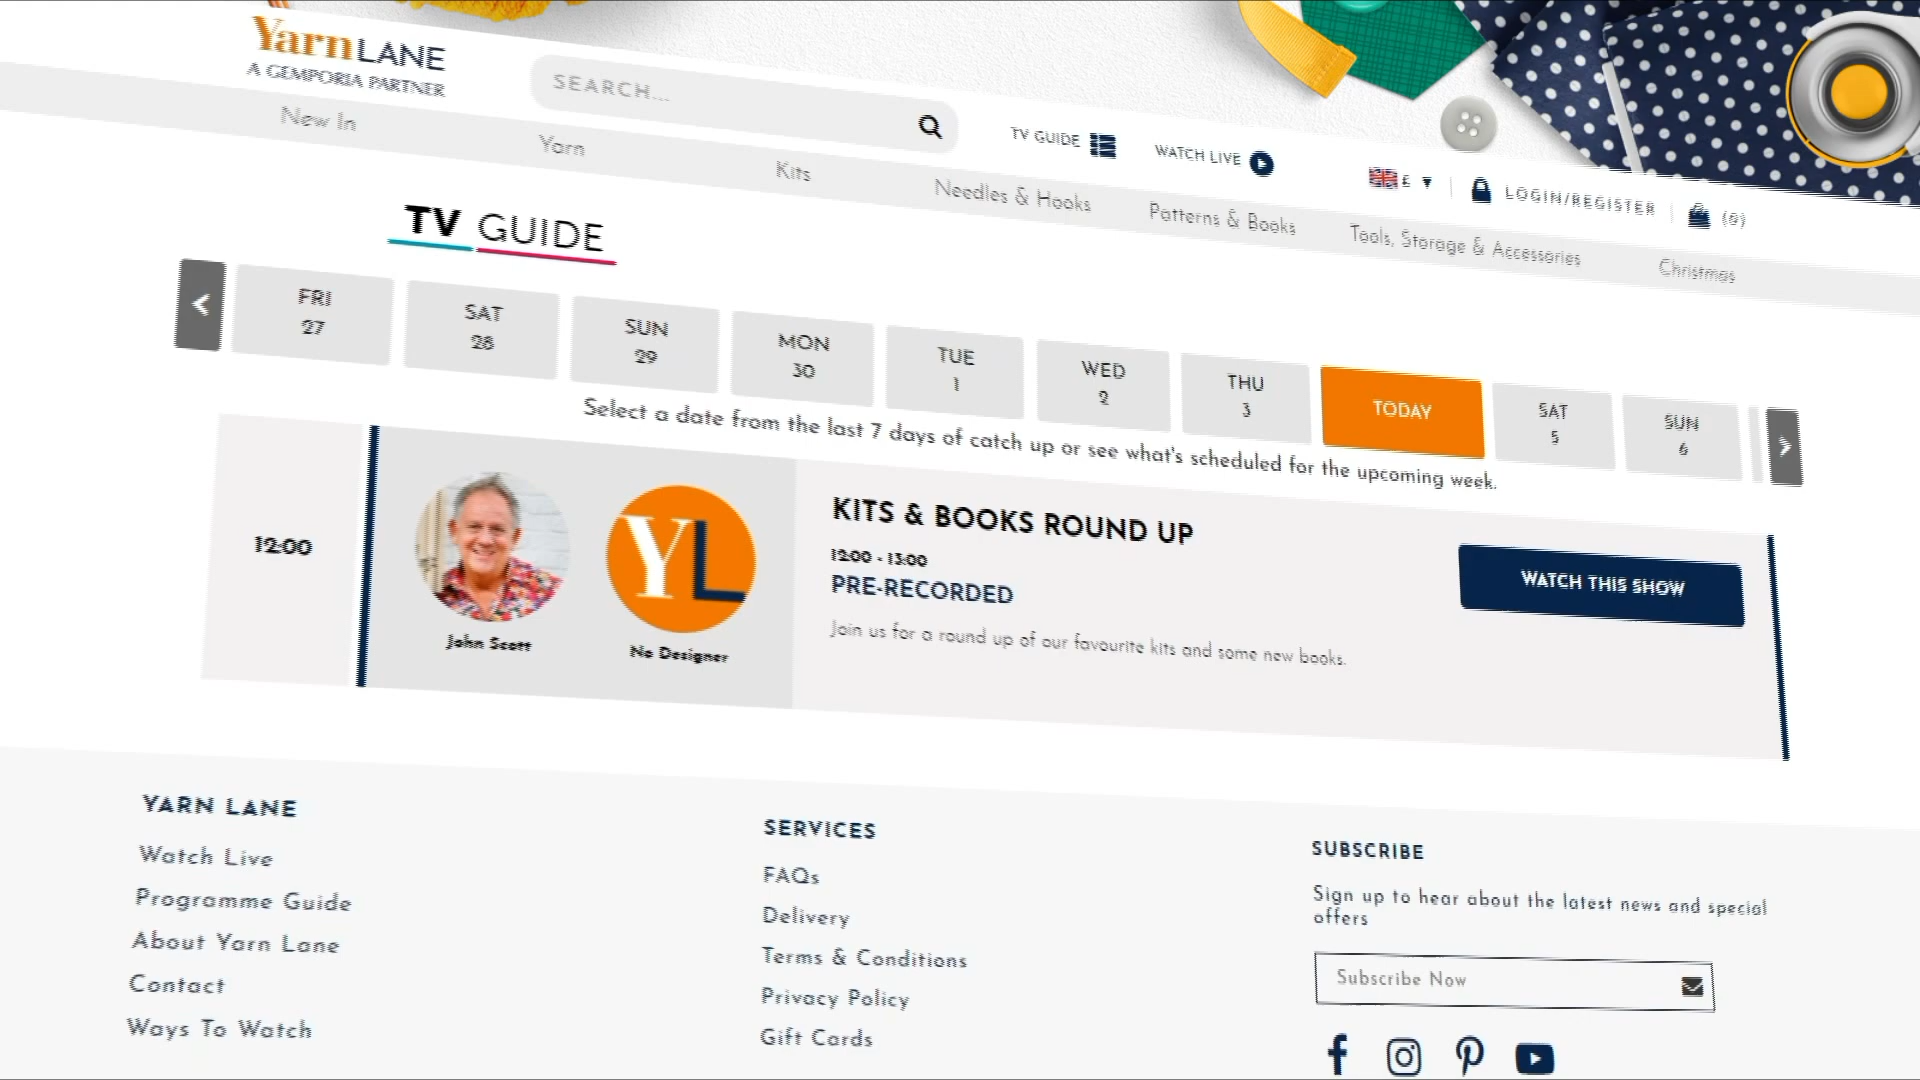 YarnLANE
A GEMPORIA PARTNER
SEARCH...
TV GUIDE
WATCH LIVE
£
LOGIN/REGISTER
(0)
New In
Yarn
Kits
Needles & Hooks
Patterns & Books
Tools, Storage & Accessories
Christmas
TV GUIDE
FRI
27
SAT
28
SUN
29
MON
30
TUE
1
WED
2
THU
3
TODAY
SAT
5
SUN
6
Select a date from the last 7 days of catch up or see what's scheduled for the upcoming week.
12:00
YL
John Scott
No Designer
KITS & BOOKS ROUND UP
12:00 - 13:00
PRE-RECORDED
Join us for a round up of our favourite kits and some new books.
WATCH THIS SHOW
YARN LANE
Watch Live
Programme Guide
About Yarn Lane
Contact
Ways To Watch
SERVICES
FAQs
Delivery
Terms & Conditions
Privacy Policy
Gift Cards
SUBSCRIBE
Sign up to hear about the latest news and special
offers
Subscribe Now